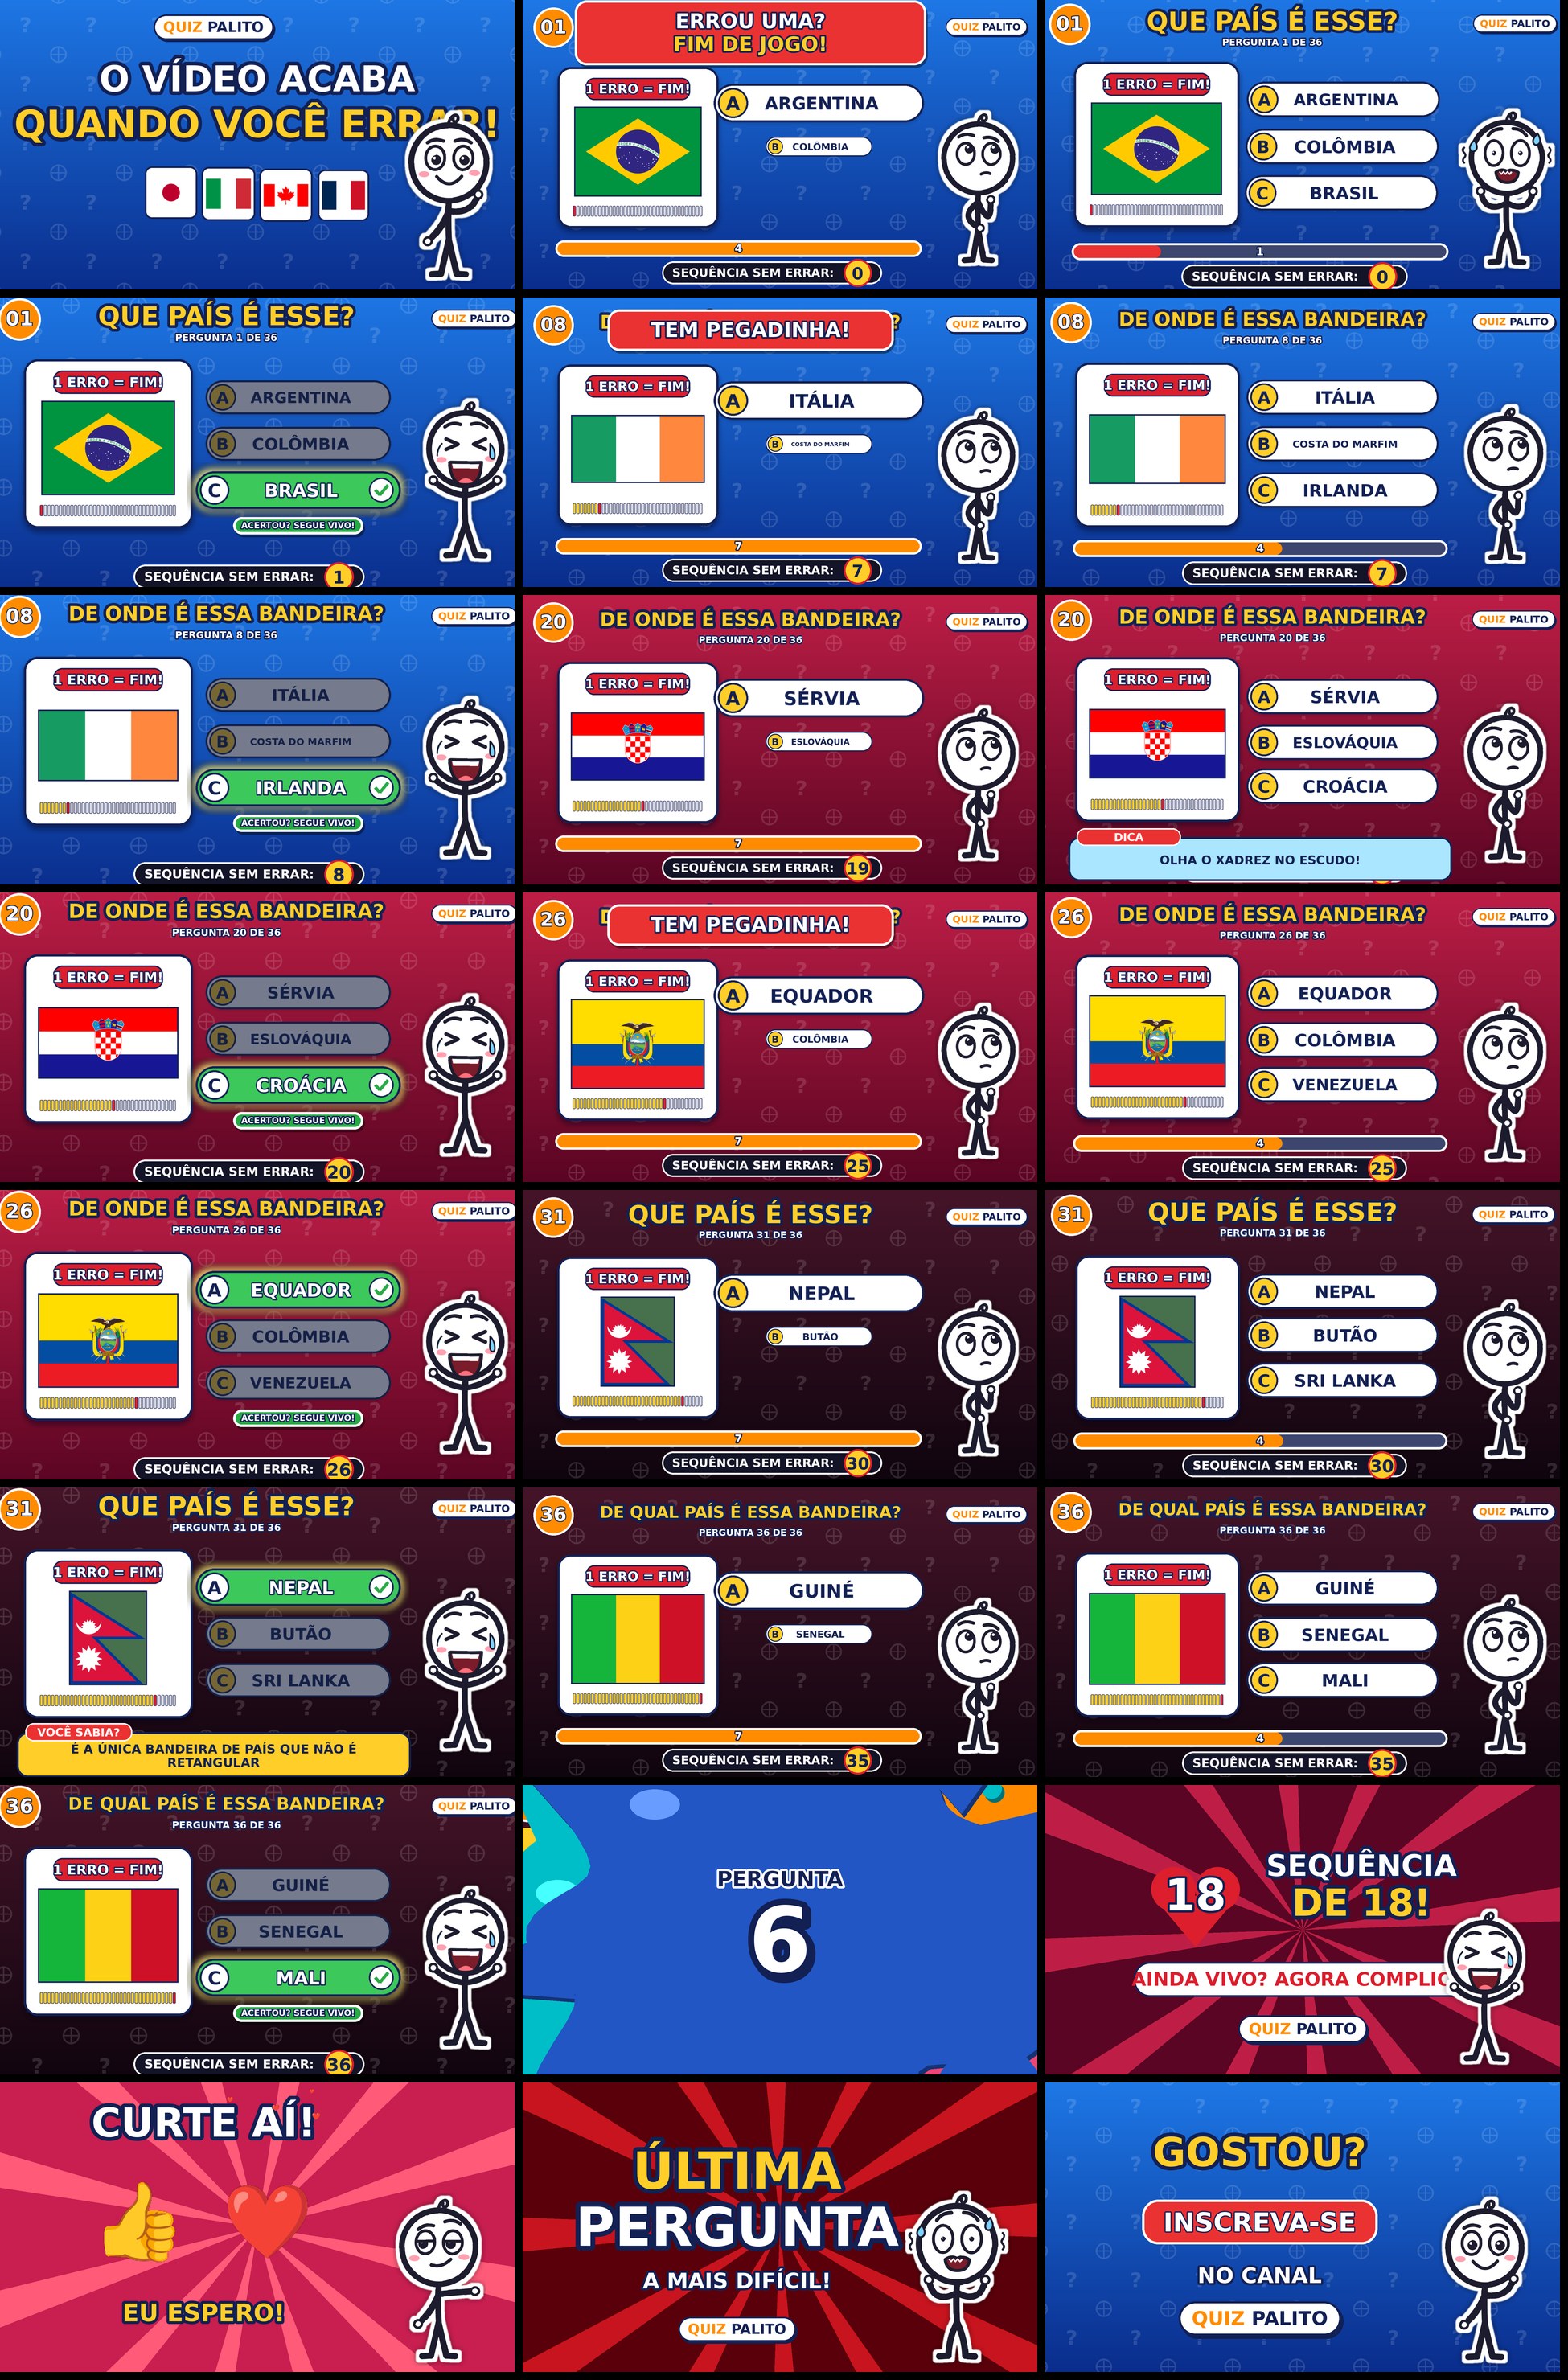 QUIZ PALITO
O VÍDEO ACABA
QUANDO VOCÊ ERRAR!
01
ERROU UMA?
FIM DE JOGO!
QUIZ PALITO
1 ERRO = FIM!
A ARGENTINA
B COLÔMBIA
4
SEQUÊNCIA SEM ERRAR: 0
01
QUE PAÍS É ESSE?
QUIZ PALITO
PERGUNTA 1 DE 36
1 ERRO = FIM!
A ARGENTINA
B COLÔMBIA
C BRASIL
1
SEQUÊNCIA SEM ERRAR: 0
01
QUE PAÍS É ESSE?
QUIZ PALITO
PERGUNTA 1 DE 36
1 ERRO = FIM!
A ARGENTINA
B COLÔMBIA
C BRASIL
ACERTOU? SEGUE VIVO!
SEQUÊNCIA SEM ERRAR: 1
08
TEM PEGADINHA!
QUIZ PALITO
1 ERRO = FIM!
A ITÁLIA
B COSTA DO MARFIM
7
SEQUÊNCIA SEM ERRAR: 7
08
DE ONDE É ESSA BANDEIRA?
QUIZ PALITO
PERGUNTA 8 DE 36
1 ERRO = FIM!
A ITÁLIA
B COSTA DO MARFIM
C IRLANDA
4
SEQUÊNCIA SEM ERRAR: 7
08
DE ONDE É ESSA BANDEIRA?
QUIZ PALITO
PERGUNTA 8 DE 36
1 ERRO = FIM!
A ITÁLIA
B COSTA DO MARFIM
C IRLANDA
ACERTOU? SEGUE VIVO!
SEQUÊNCIA SEM ERRAR: 8
20
DE ONDE É ESSA BANDEIRA?
QUIZ PALITO
PERGUNTA 20 DE 36
1 ERRO = FIM!
A SÉRVIA
B ESLOVÁQUIA
7
SEQUÊNCIA SEM ERRAR: 19
20
DE ONDE É ESSA BANDEIRA?
QUIZ PALITO
PERGUNTA 20 DE 36
1 ERRO = FIM!
A SÉRVIA
B ESLOVÁQUIA
C CROÁCIA
DICA
OLHA O XADREZ NO ESCUDO!
20
DE ONDE É ESSA BANDEIRA?
QUIZ PALITO
PERGUNTA 20 DE 36
1 ERRO = FIM!
A SÉRVIA
B ESLOVÁQUIA
C CROÁCIA
ACERTOU? SEGUE VIVO!
SEQUÊNCIA SEM ERRAR: 20
26
TEM PEGADINHA!
QUIZ PALITO
1 ERRO = FIM!
A EQUADOR
B COLÔMBIA
7
SEQUÊNCIA SEM ERRAR: 25
26
DE ONDE É ESSA BANDEIRA?
QUIZ PALITO
PERGUNTA 26 DE 36
1 ERRO = FIM!
A EQUADOR
B COLÔMBIA
C VENEZUELA
4
SEQUÊNCIA SEM ERRAR: 25
26
DE ONDE É ESSA BANDEIRA?
QUIZ PALITO
PERGUNTA 26 DE 36
1 ERRO = FIM!
A EQUADOR
B COLÔMBIA
C VENEZUELA
ACERTOU? SEGUE VIVO!
SEQUÊNCIA SEM ERRAR: 26
31
QUE PAÍS É ESSE?
QUIZ PALITO
PERGUNTA 31 DE 36
1 ERRO = FIM!
A NEPAL
B BUTÃO
7
SEQUÊNCIA SEM ERRAR: 30
31
QUE PAÍS É ESSE?
QUIZ PALITO
PERGUNTA 31 DE 36
1 ERRO = FIM!
A NEPAL
B BUTÃO
C SRI LANKA
4
SEQUÊNCIA SEM ERRAR: 30
31
QUE PAÍS É ESSE?
QUIZ PALITO
PERGUNTA 31 DE 36
1 ERRO = FIM!
A NEPAL
B BUTÃO
C SRI LANKA
VOCÊ SABIA?
É A ÚNICA BANDEIRA DE PAÍS QUE NÃO É
RETANGULAR
36
DE QUAL PAÍS É ESSA BANDEIRA?
QUIZ PALITO
PERGUNTA 36 DE 36
1 ERRO = FIM!
A GUINÉ
B SENEGAL
7
SEQUÊNCIA SEM ERRAR: 35
36
DE QUAL PAÍS É ESSA BANDEIRA?
QUIZ PALITO
PERGUNTA 36 DE 36
1 ERRO = FIM!
A GUINÉ
B SENEGAL
C MALI
4
SEQUÊNCIA SEM ERRAR: 35
36
DE QUAL PAÍS É ESSA BANDEIRA?
QUIZ PALITO
PERGUNTA 36 DE 36
1 ERRO = FIM!
A GUINÉ
B SENEGAL
C MALI
ACERTOU? SEGUE VIVO!
SEQUÊNCIA SEM ERRAR: 36
PERGUNTA
6
18
SEQUÊNCIA
DE 18!
AINDA VIVO? AGORA
QUIZ PALITO
CURTE AÍ!
EU ESPERO!
ÚLTIMA
PERGUNTA
A MAIS DIFÍCIL!
QUIZ PALITO
GOSTOU?
INSCREVA-SE
NO CANAL
QUIZ PALITO